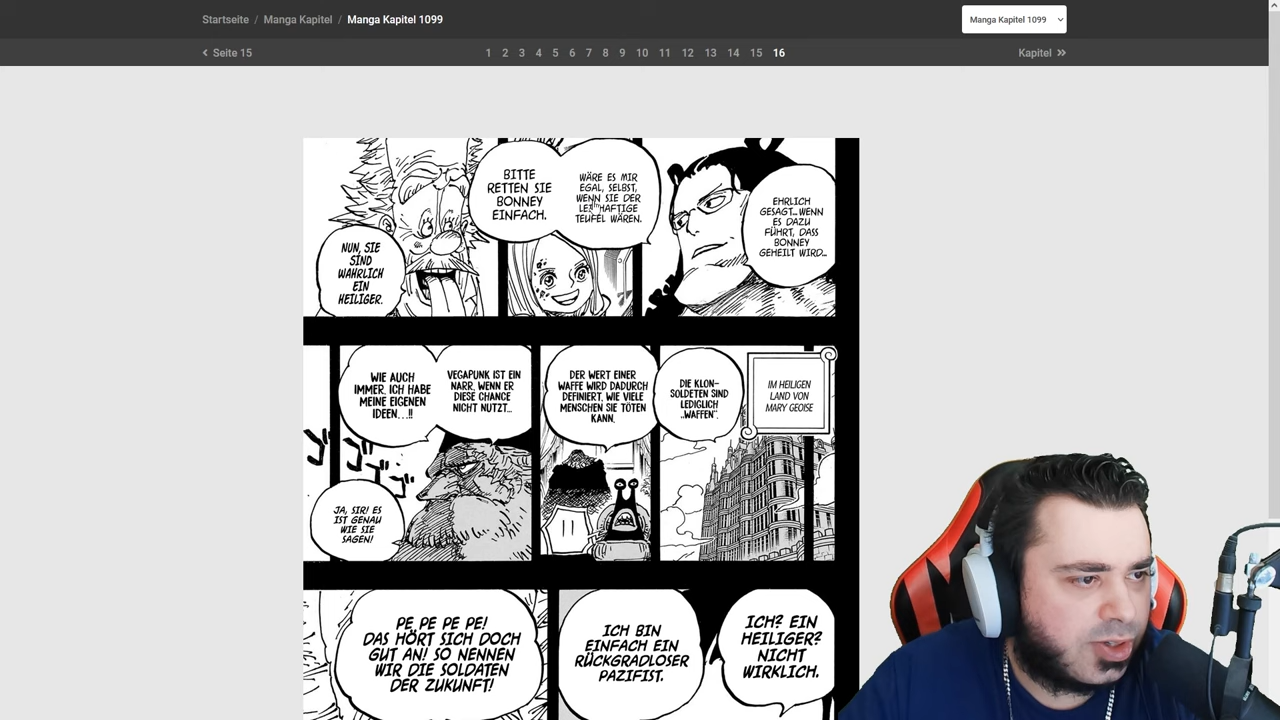 Startseite / Manga Kapitel / Manga Kapitel 1099
Manga Kapitel 1099
Seite 15
1 2 3 4 5 6 7 8 9 10 11 12 13 14 15 16
Kapitel
EHRLICH
GESAGT...WENN
ES DAZU
FÜHRT, DASS
BONNEY
GEHEILT WIRD...
WÄRE ES MIR
EGAL, SELBST,
WENN SIE DER
TEUFEL WÄREN.
BITTE
RETTEN SIE
BONNEY
EINFACH.
NUN, SIE
SIND
WAHRLICH
EIN
HEILIGER.
IM HEILIGEN
LAND VON
MARY GEOISE
DIE KLON-
SOLDETEN SIND
LEDIGLICH
„WAFFEN".
DER WERT EINER
WAFFE WIRD DADURCH
DEFINIERT, WIE VIELE
MENSCHEN SIE TÖTEN
KANN.
VEGAPUNK IST EIN
NARR, WENN ER
DIESE CHANCE
NICHT NUTZT...
WIE AUCH
IMMER. ICH HABE
MEINE EIGENEN
IDEEN...!!
ゴゴゴ
JA, SIR! ES
IST GENAU
WIE SIE
SAGEN!
ICH? EIN
HEILIGER?
NICHT
WIRKLICH.
ICH BIN
EINFACH EIN
RÜCKGRADLOSER
PAZIFIST.
PE PE PE PE!
DAS HÖRT SICH DOCH
GUT AN! SO NENNEN
WIR DIE SOLDATEN
DER ZUKUNFT!